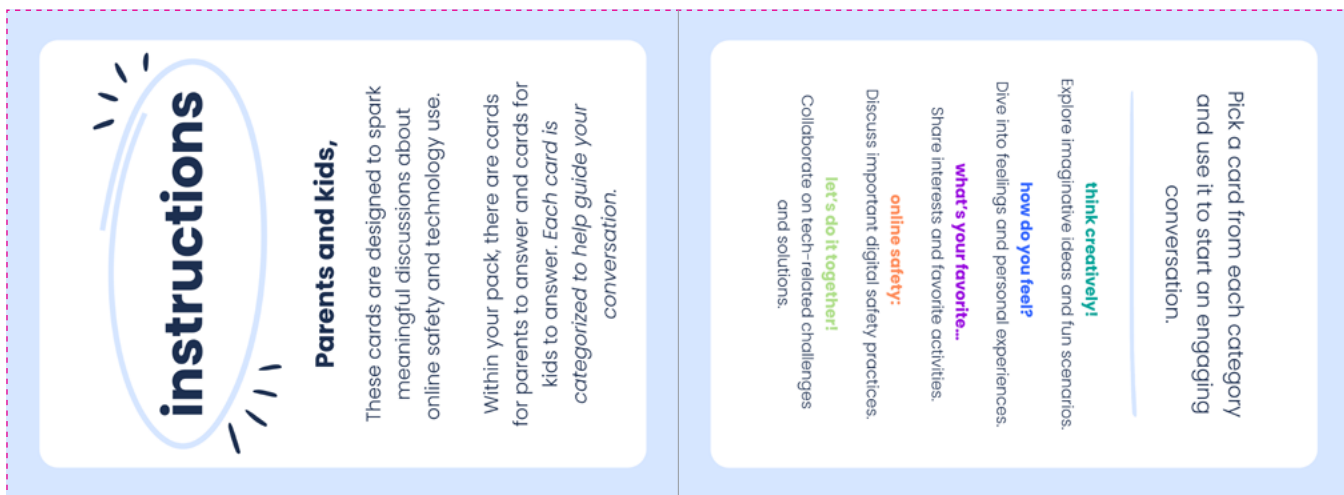 instructions
Parents and kids,
These cards are designed to spark
meaningful discussions about
online safety and technology use.
Within your pack, there are cards
for parents to answer and cards for
kids to answer. Each card is
categorized to help guide your
conversation.
Pick a card from each category
and use it to start an engaging
conversation.
think creatively!
Explore imaginative ideas and fun scenarios.
how do you feel?
Dive into feelings and personal experiences.
what's your favorite...
Share interests and favorite activities.
online safety:
Discuss important digital safety practices.
let's do it together!
Collaborate on tech-related challenges
and solutions.